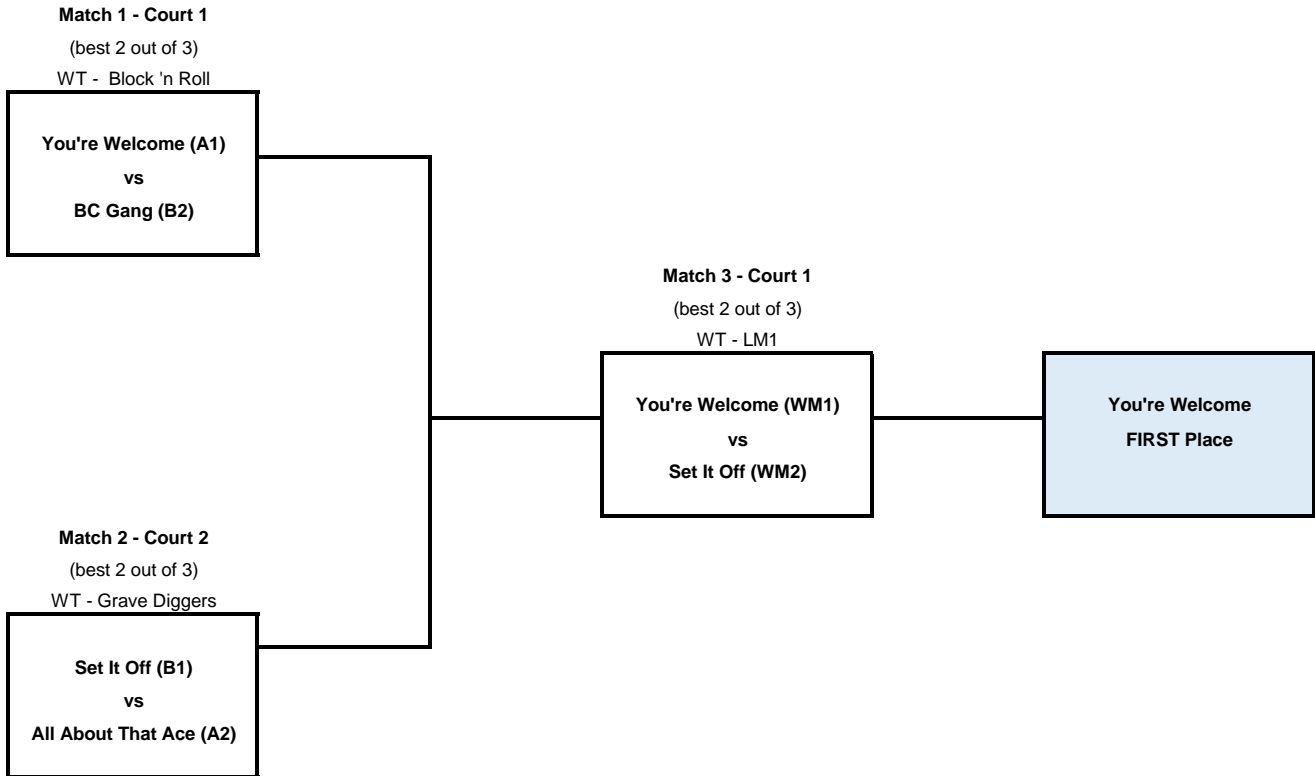 Match 1 - Court 1
(best 2 out of 3)
WT -  Block 'n Roll
You're Welcome (A1)
vs
BC Gang (B2)
Match 3 - Court 1
(best 2 out of 3)
WT - LM1
You're Welcome (WM1)
vs
Set It Off (WM2)
You're Welcome
FIRST Place
Match 2 - Court 2
(best 2 out of 3)
WT - Grave Diggers
Set It Off (B1)
vs
All About That Ace (A2)